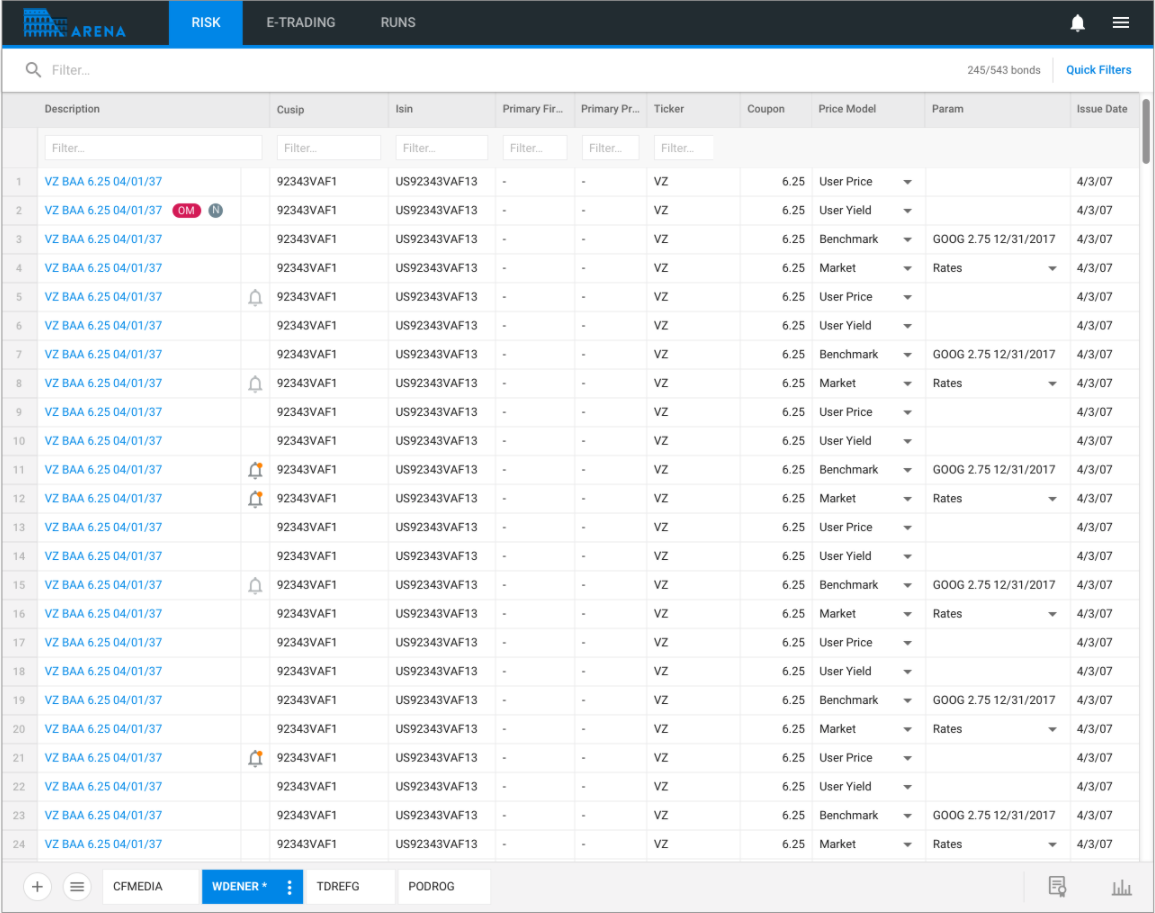 ARENA RISK E-TRADING RUNS
Filter... 245/543 bonds Quick Filters
Description Cusip Isin Primary Fir... Primary Pr... Ticker Coupon Price Model Param Issue Date
Filter... Filter... Filter... Filter... Filter... Filter...
1 VZ BAA 6.25 04/01/37 92343VAF1 US92343VAF13 - - VZ 6.25 User Price 4/3/07
2 VZ BAA 6.25 04/01/37 OM N 92343VAF1 US92343VAF13 - - VZ 6.25 User Yield 4/3/07
3 VZ BAA 6.25 04/01/37 92343VAF1 US92343VAF13 - - VZ 6.25 Benchmark GOOG 2.75 12/31/2017 4/3/07
4 VZ BAA 6.25 04/01/37 92343VAF1 US92343VAF13 - - VZ 6.25 Market Rates 4/3/07
5 VZ BAA 6.25 04/01/37 92343VAF1 US92343VAF13 - - VZ 6.25 User Price 4/3/07
6 VZ BAA 6.25 04/01/37 92343VAF1 US92343VAF13 - - VZ 6.25 User Yield 4/3/07
7 VZ BAA 6.25 04/01/37 92343VAF1 US92343VAF13 - - VZ 6.25 Benchmark GOOG 2.75 12/31/2017 4/3/07
8 VZ BAA 6.25 04/01/37 92343VAF1 US92343VAF13 - - VZ 6.25 Market Rates 4/3/07
9 VZ BAA 6.25 04/01/37 92343VAF1 US92343VAF13 - - VZ 6.25 User Price 4/3/07
10 VZ BAA 6.25 04/01/37 92343VAF1 US92343VAF13 - - VZ 6.25 User Yield 4/3/07
11 VZ BAA 6.25 04/01/37 92343VAF1 US92343VAF13 - - VZ 6.25 Benchmark GOOG 2.75 12/31/2017 4/3/07
12 VZ BAA 6.25 04/01/37 92343VAF1 US92343VAF13 - - VZ 6.25 Market Rates 4/3/07
13 VZ BAA 6.25 04/01/37 92343VAF1 US92343VAF13 - - VZ 6.25 User Price 4/3/07
14 VZ BAA 6.25 04/01/37 92343VAF1 US92343VAF13 - - VZ 6.25 User Yield 4/3/07
15 VZ BAA 6.25 04/01/37 92343VAF1 US92343VAF13 - - VZ 6.25 Benchmark GOOG 2.75 12/31/2017 4/3/07
16 VZ BAA 6.25 04/01/37 92343VAF1 US92343VAF13 - - VZ 6.25 Market Rates 4/3/07
17 VZ BAA 6.25 04/01/37 92343VAF1 US92343VAF13 - - VZ 6.25 User Price 4/3/07
18 VZ BAA 6.25 04/01/37 92343VAF1 US92343VAF13 - - VZ 6.25 User Yield 4/3/07
19 VZ BAA 6.25 04/01/37 92343VAF1 US92343VAF13 - - VZ 6.25 Benchmark GOOG 2.75 12/31/2017 4/3/07
20 VZ BAA 6.25 04/01/37 92343VAF1 US92343VAF13 - - VZ 6.25 Market Rates 4/3/07
21 VZ BAA 6.25 04/01/37 92343VAF1 US92343VAF13 - - VZ 6.25 User Price 4/3/07
22 VZ BAA 6.25 04/01/37 92343VAF1 US92343VAF13 - - VZ 6.25 User Yield 4/3/07
23 VZ BAA 6.25 04/01/37 92343VAF1 US92343VAF13 - - VZ 6.25 Benchmark GOOG 2.75 12/31/2017 4/3/07
24 VZ BAA 6.25 04/01/37 92343VAF1 US92343VAF13 - - VZ 6.25 Market Rates 4/3/07
CFMEDIA WDENER * TDREFG PODROG